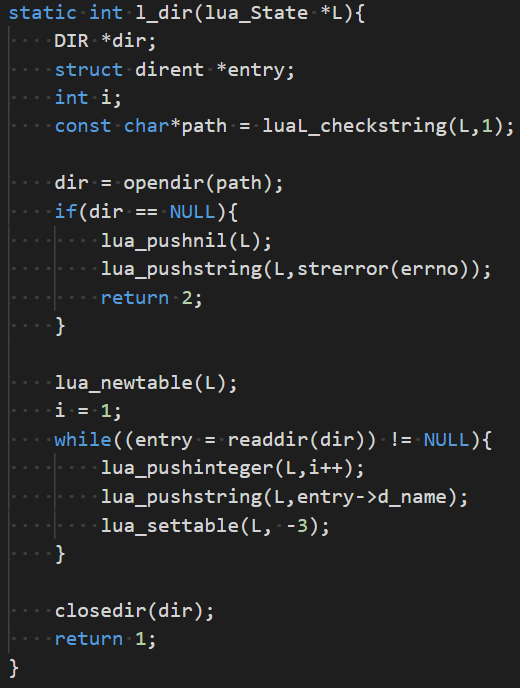 static int l_dir(lua_State *L){
    DIR *dir;
    struct dirent *entry;
    int i;
    const char*path = luaL_checkstring(L,1);

    dir = opendir(path);
    if(dir == NULL){
        lua_pushnil(L);
        lua_pushstring(L,strerror(errno));
        return 2;
    }

    lua_newtable(L);
    i = 1;
    while((entry = readdir(dir)) != NULL){
        lua_pushinteger(L,i++);
        lua_pushstring(L,entry->d_name);
        lua_settable(L, -3);
    }

    closedir(dir);
    return 1;
}